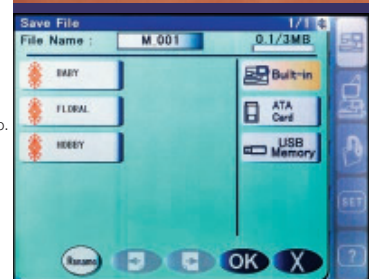 Save File 1/1
File Name : M 001 0.1/3MB
BABY Built-in
o.
FLORAL ATA Card
HOBBY USB Memory
Rename OK X
SET ?